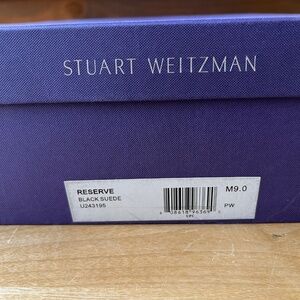 STUART WEITZMAN
RESERVE
BLACK SUEDE
U243195
M9.0
PW